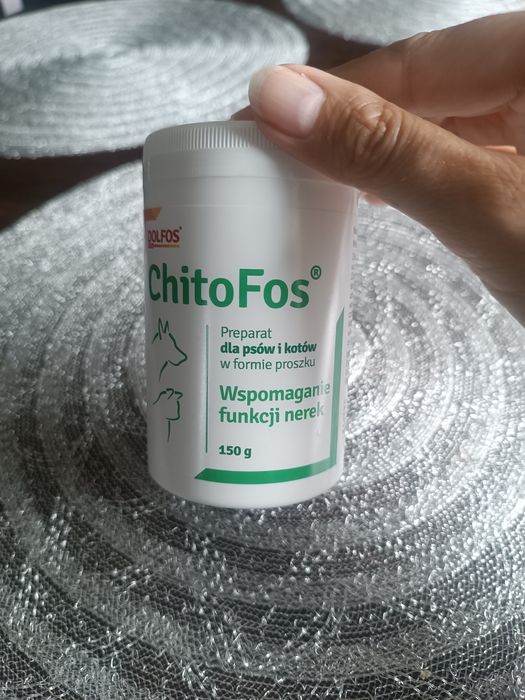 DOLFOS®
ChitoFos®
Preparat
dla psów i kotów
w formie proszku
Wspomaganie
funkcji nerek
150 g